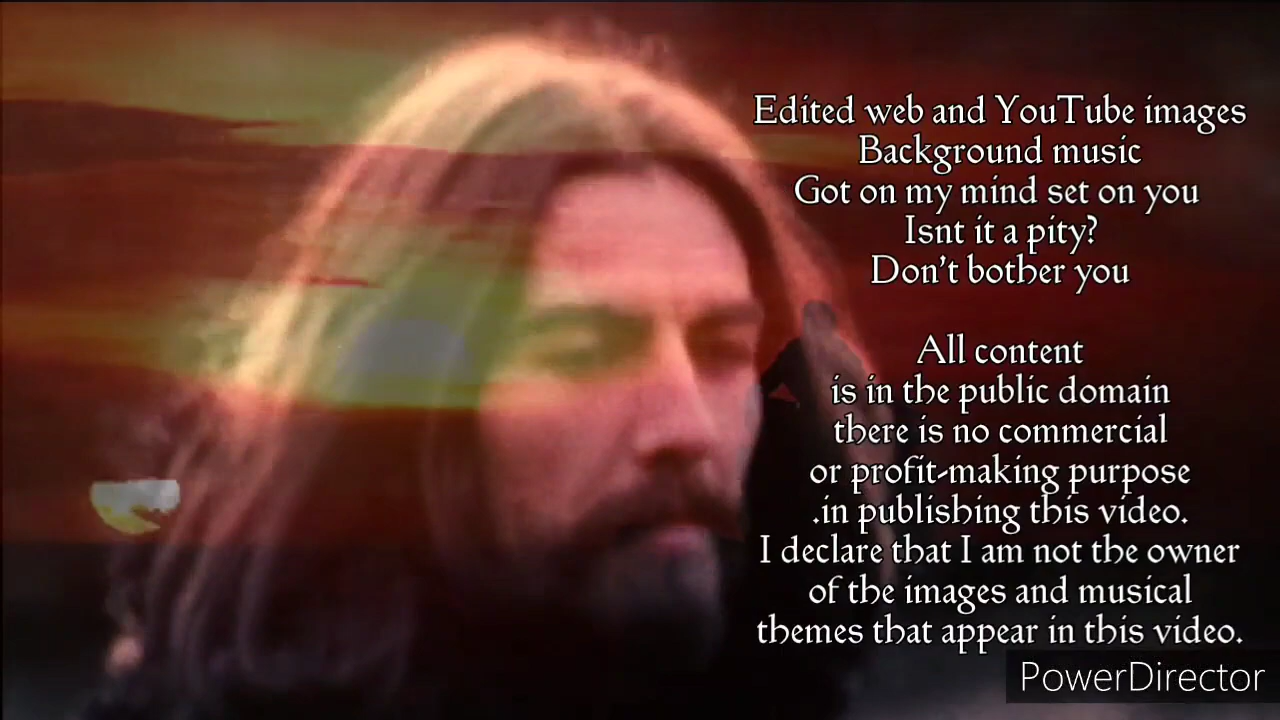 Edited web and YouTube images
Background music
Got on my mind set on you
Isnt it a pity?
Don't bother you
All content
is in the public domain
there is no commercial
or profit-making purpose
.in publishing this video.
I declare that I am not the owner
of the images and musical
themes that appear in this video.
PowerDirector